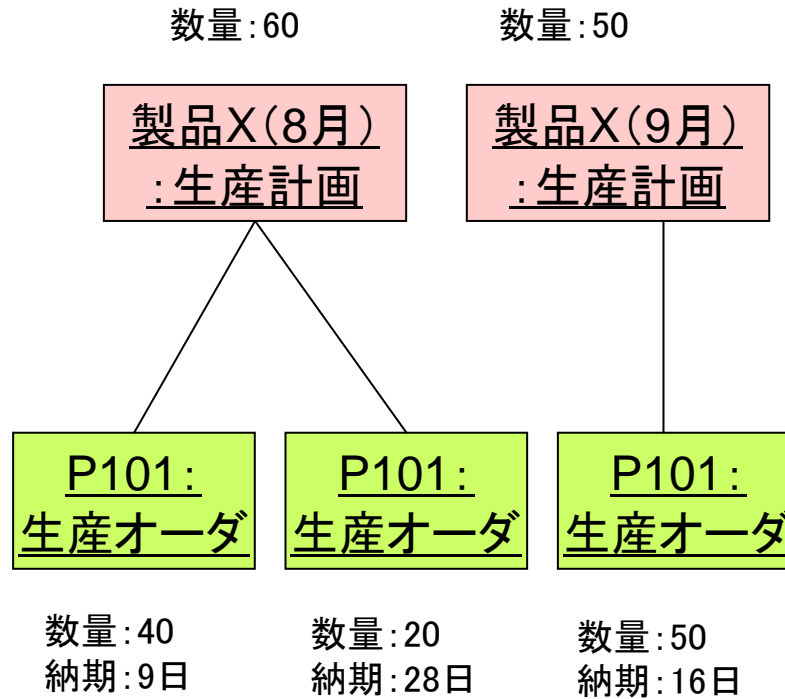 数量:60
数量:50
製品X(8月)
:生産計画
製品X(9月)
:生産計画
P101:
生産オーダ
P101:
生産オーダ
P101:
生産オーダ
数量:40
納期:9日
数量:20
納期:28日
数量:50
納期:16日